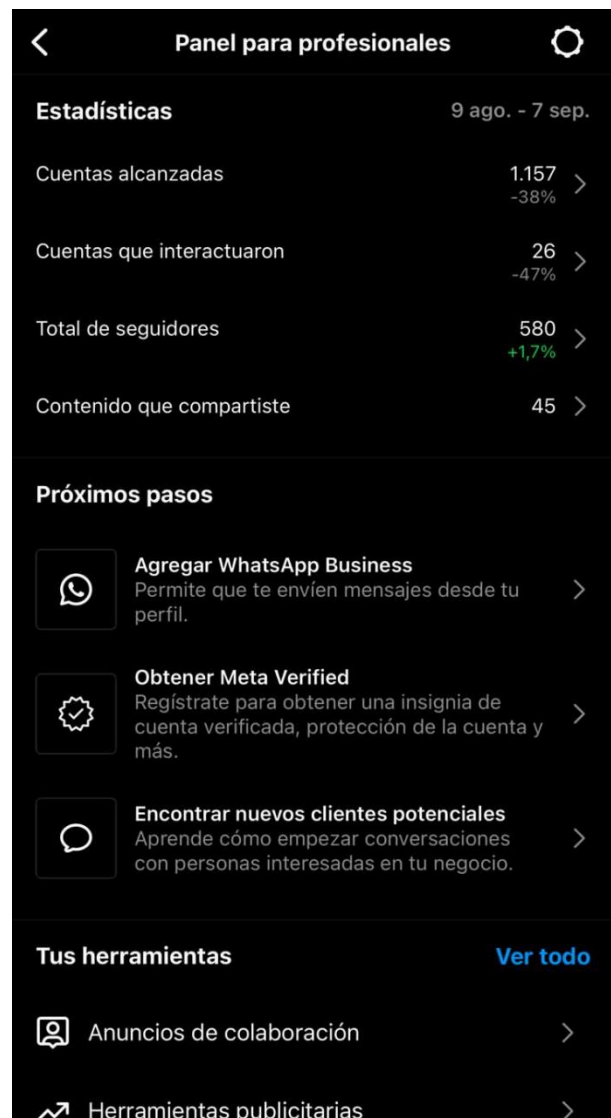 Panel para profesionales
Estadísticas 9 ago. - 7 sep.
Cuentas alcanzadas 1.157
-38%
Cuentas que interactuaron 26
-47%
Total de seguidores 580
+1,7%
Contenido que compartiste 45
Próximos pasos
Agregar WhatsApp Business
Permite que te envíen mensajes desde tu
perfil.
Obtener Meta Verified
Regístrate para obtener una insignia de
cuenta verificada, protección de la cuenta y
más.
Encontrar nuevos clientes potenciales
Aprende cómo empezar conversaciones
con personas interesadas en tu negocio.
Tus herramientas Ver todo
Anuncios de colaboración
Herramientas publicitarias